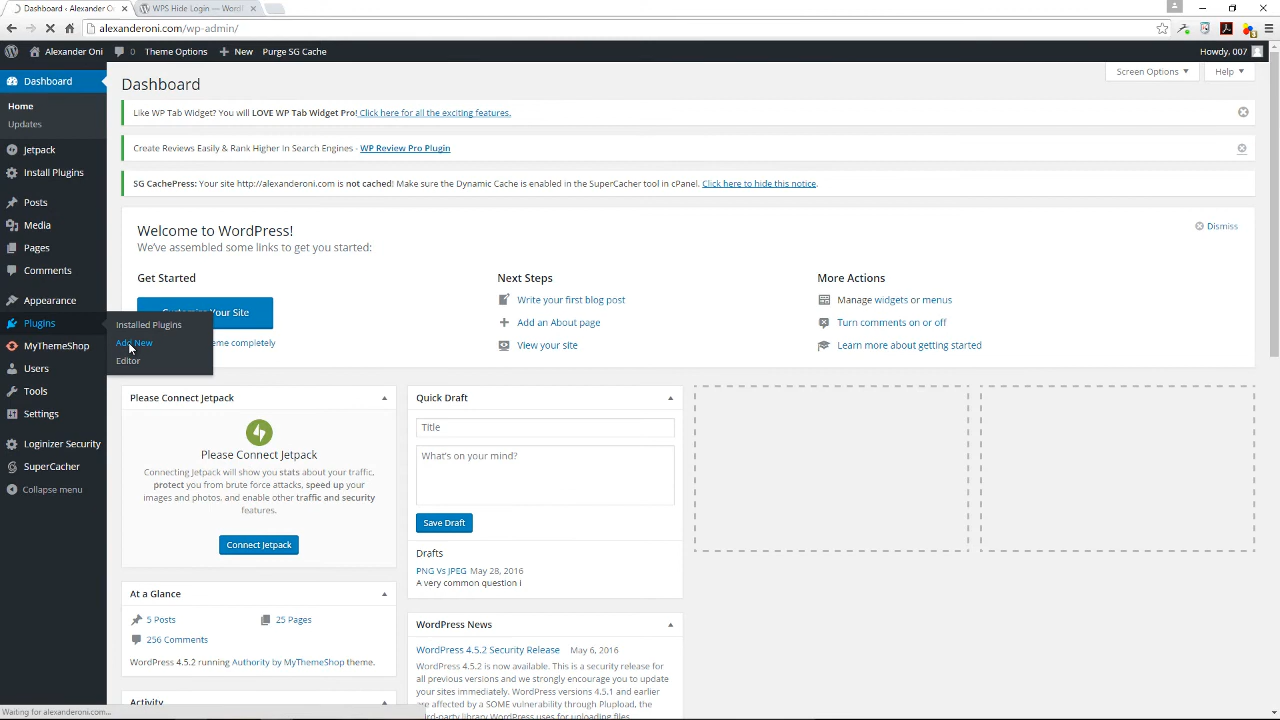 Dashboard ‹ Alexander C
WPS Hide Login — WordP
alexanderoni.com/wp-admin/
Alexander Oni
0
Theme Options
New
Purge SG Cache
Howdy, 007
Dashboard
Home
Updates
Jetpack
Install Plugins
Posts
Media
Pages
Comments
Appearance
Plugins
MyThemeShop
Users
Tools
Settings
Loginizer Security
SuperCacher
Collapse menu
Installed Plugins
Add New
Editor
Dashboard
Screen Options
Help
Like WP Tab Widget? You will LOVE WP Tab Widget Pro! Click here for all the exciting features.
Create Reviews Easily & Rank Higher In Search Engines - WP Review Pro Plugin
SG CachePress: Your site http://alexanderoni.com is not cached! Make sure the Dynamic Cache is enabled in the SuperCacher tool in cPanel. Click here to hide this notice.
Welcome to WordPress!
We've assembled some links to get you started:
Dismiss
Get Started
Your Site
eme completely
Next Steps
Write your first blog post
Add an About page
View your site
More Actions
Manage widgets or menus
Turn comments on or off
Learn more about getting started
Please Connect Jetpack
Please Connect Jetpack
Connecting Jetpack will show you stats about your traffic,
protect you from brute force attacks, speed up your
images and photos, and enable other traffic and security
features.
Connect Jetpack
At a Glance
5 Posts
25 Pages
256 Comments
WordPress 4.5.2 running Authority by MyThemeShop theme.
Activity
Quick Draft
Title
What's on your mind?
Save Draft
Drafts
PNG Vs JPEG May 28, 2016
A very common question i
WordPress News
WordPress 4.5.2 Security Release May 6, 2016
WordPress 4.5.2 is now available. This is a security release for
all previous versions and we strongly encourage you to update
your sites immediately. WordPress versions 4.5.1 and earlier
are affected by a SOME vulnerability through Plupload, the
third-party library WordPress uses for uploading files.
Waiting for alexanderoni.com...